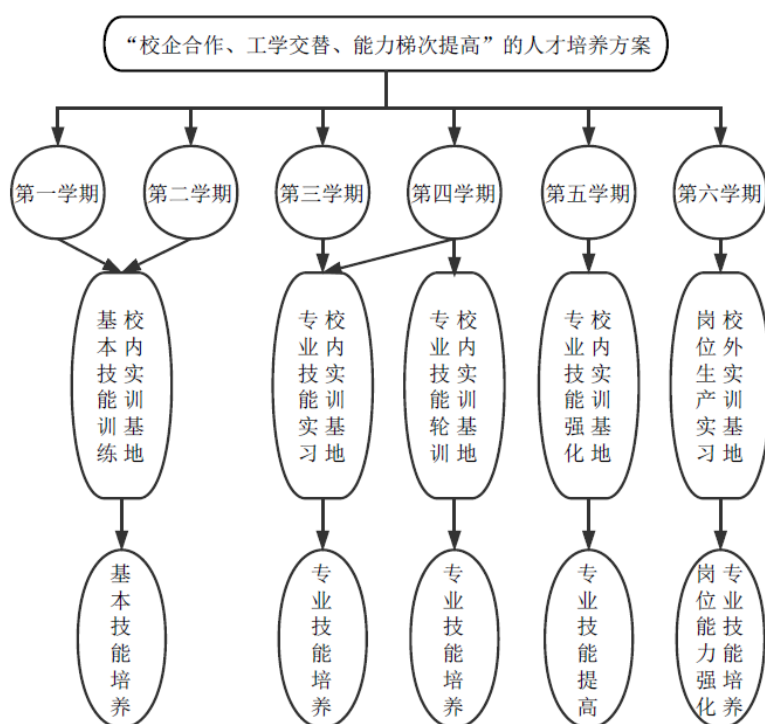 “校企合作、工学交替、能力梯次提高”的人才培养方案
第一学期
第二学期
第三学期
第四学期
第五学期
第六学期
校内实训基地
基本技能训练
校内实训基地
专业技能实习
校内实训基地
专业技能轮训
校内实训基地
专业技能强化
校外实训基地
岗位生产实习
基本技能培养
专业技能培养
专业技能培养
专业技能提高
专业技能培养
岗位能力强化